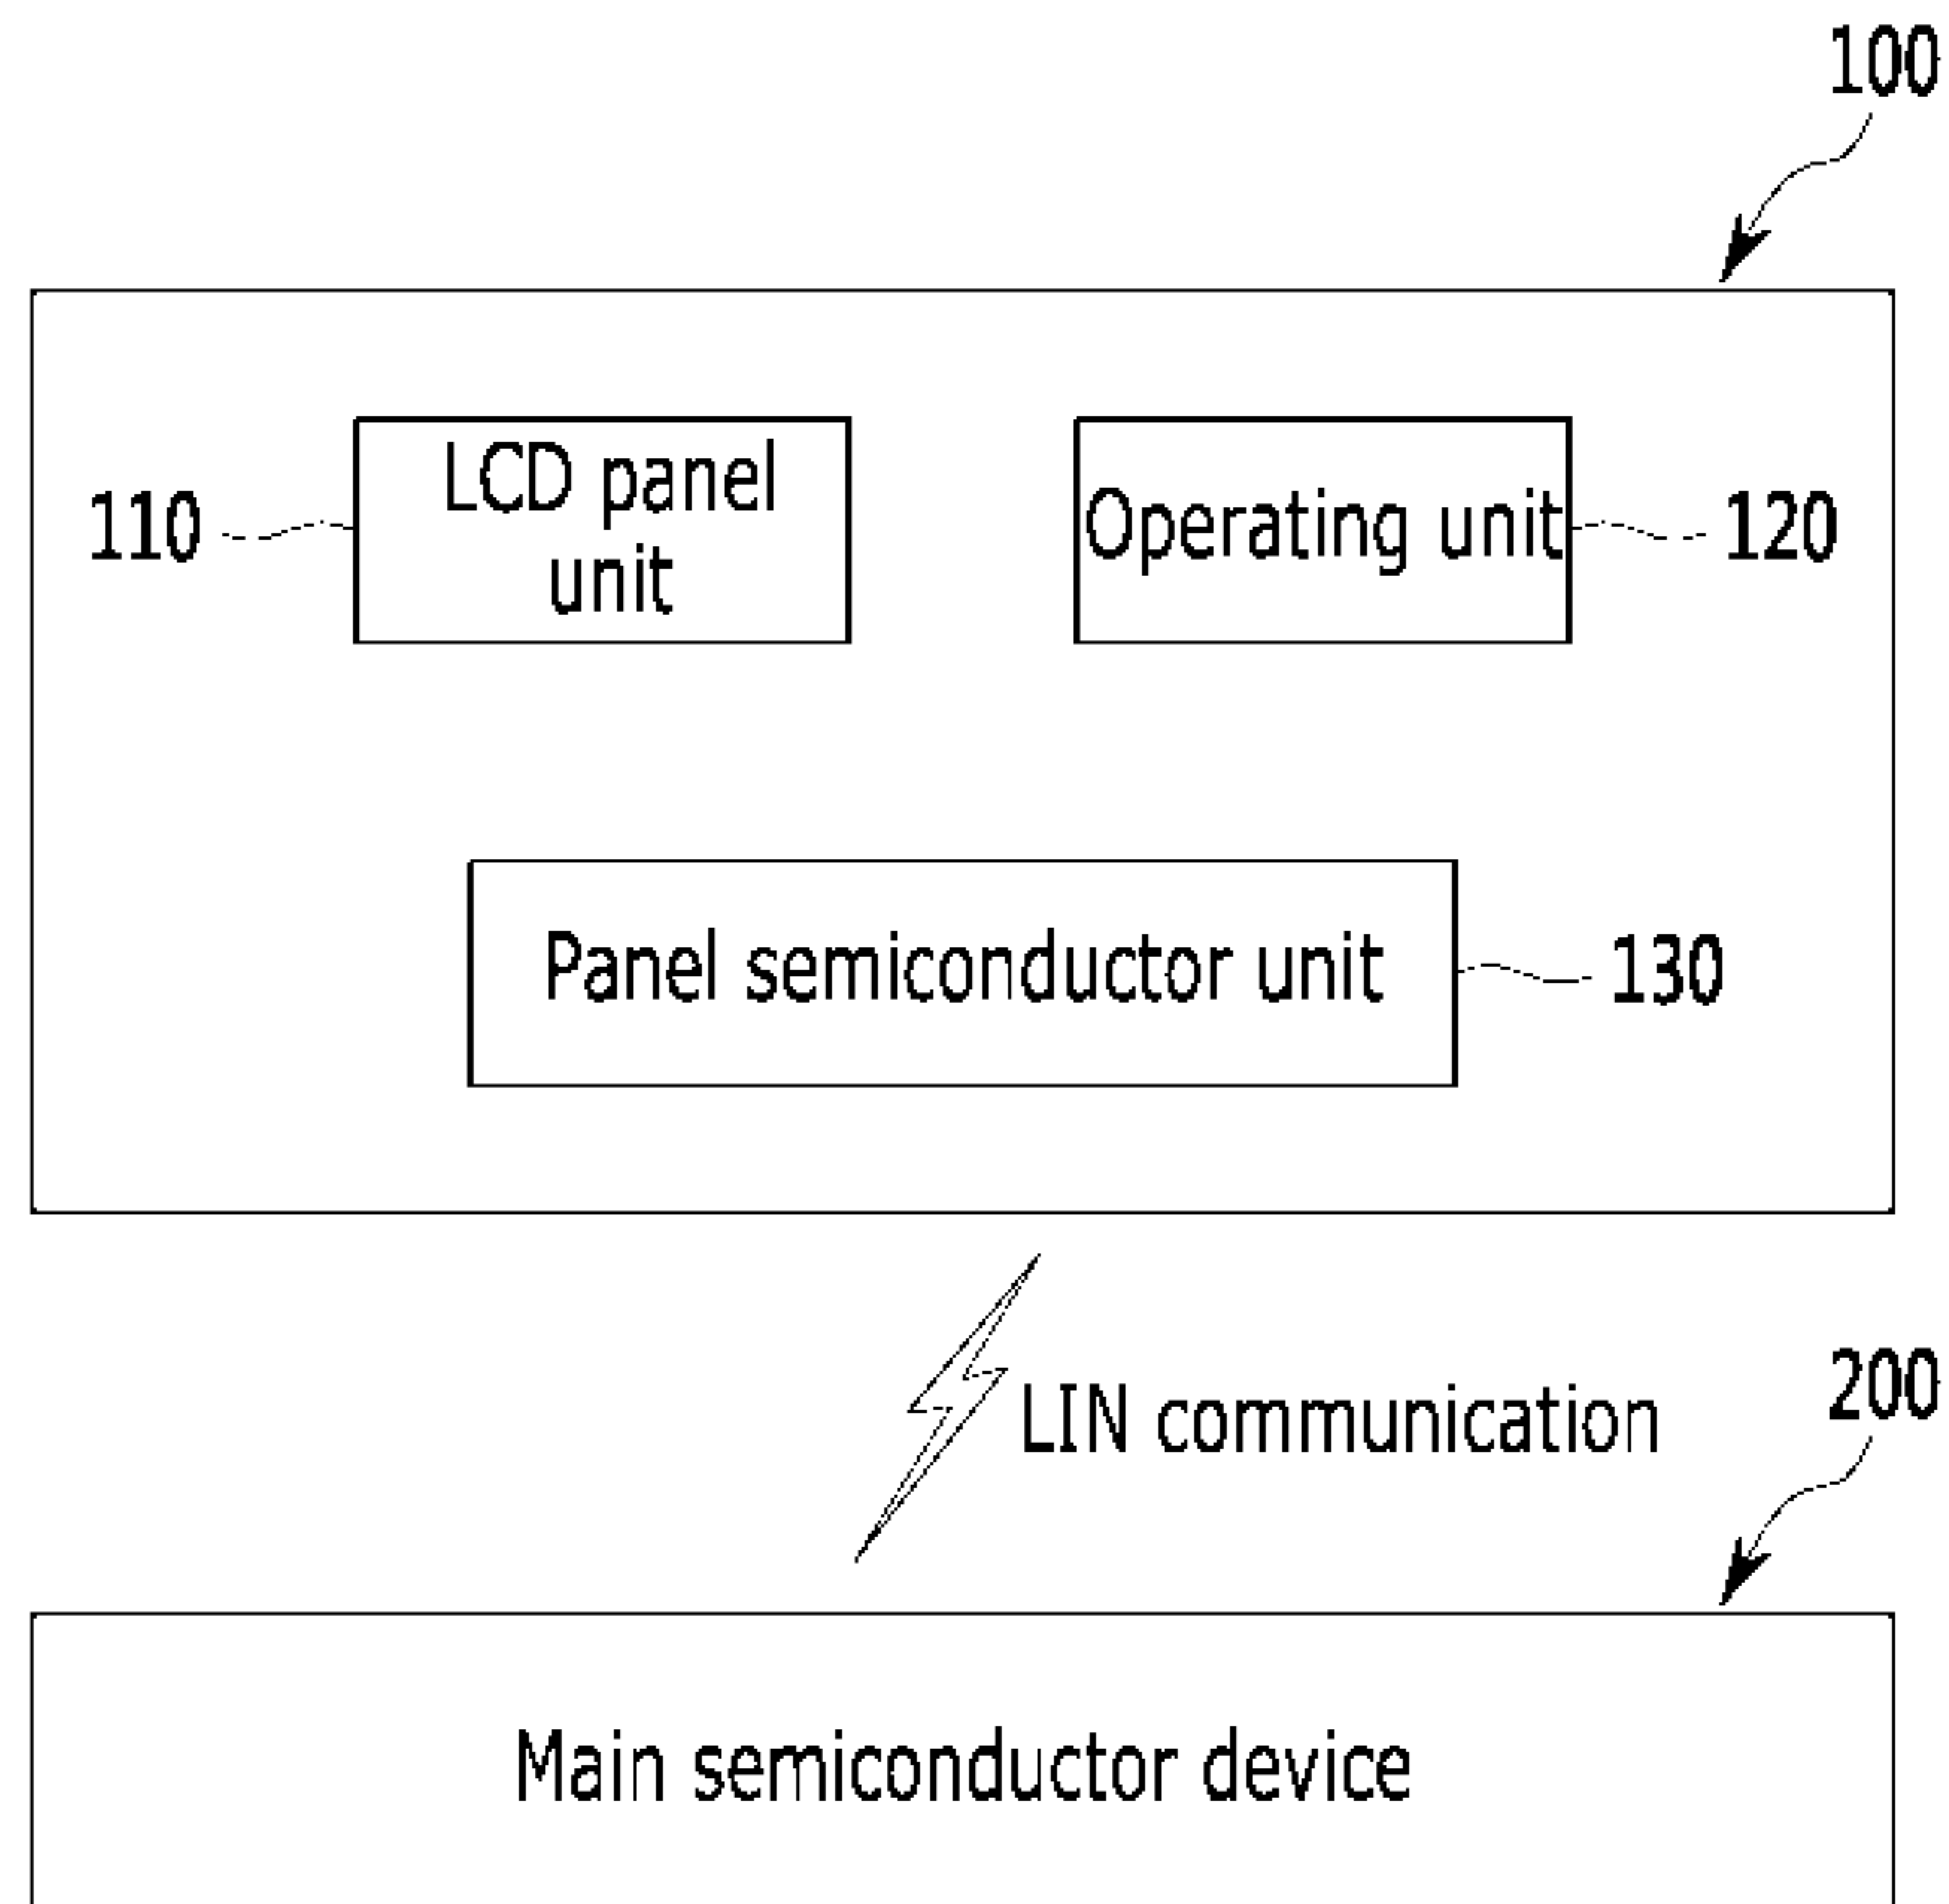 100
LCD panel
unit
110
Operating unit
120
Panel semiconductor unit
130
LIN communication
200
Main semiconductor device